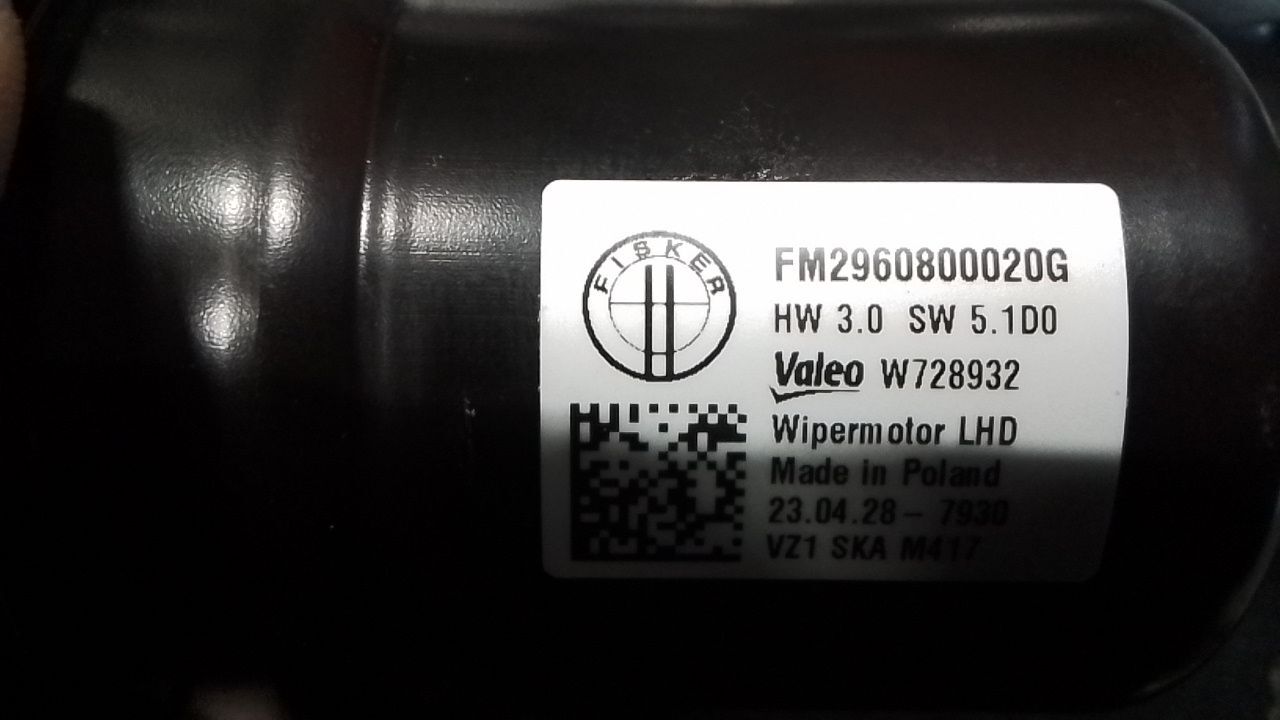 FISKER
FM2960800020G
HW 3.0 SW 5.1D0
Valeo W728932
Wipermotor LHD
Made in Poland
23.04.28 - 7930
VZ1 SKA M417